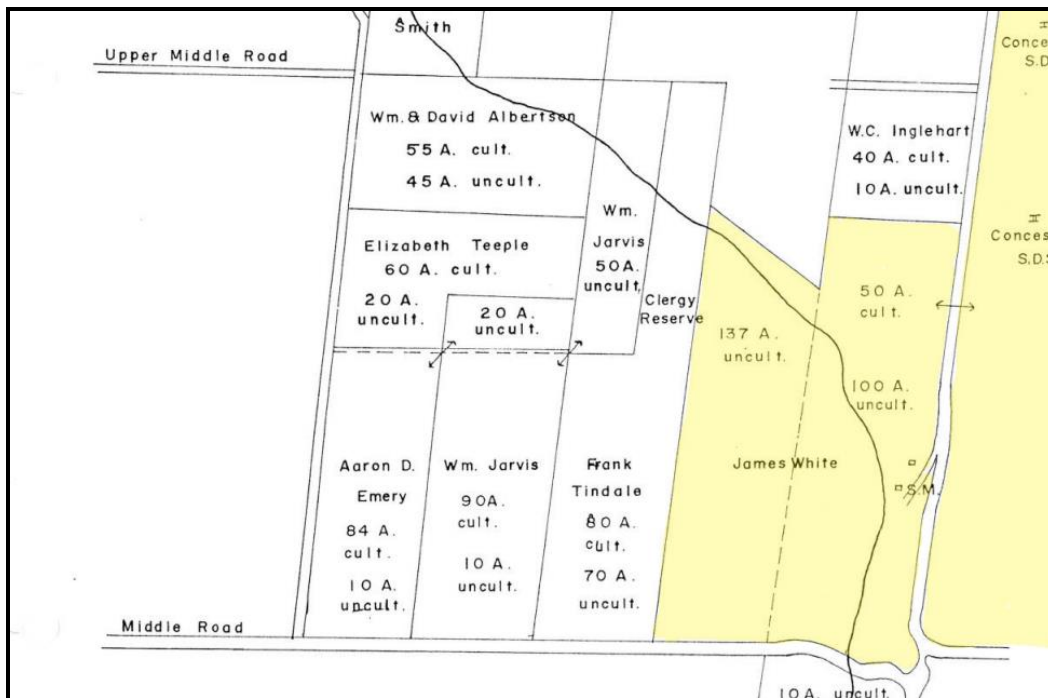 Smith
Upper Middle Road
Wm. & David Albertson
55 A. cult.
45 A. uncult.
W.C. Inglehart
40 A. cult.
10 A. uncult.
Elizabeth Teeple
60 A. cult.
20 A.
uncult.
20 A.
uncult.
Wm.
Jarvis
50 A.
uncult.
Clergy
Reserve
137 A.
uncult.
50 A.
cult.
100 A.
uncult.
S.D.
S.D.
James White
S.M.
Aaron D.
Emery
84 A.
cult.
10 A.
uncult.
Wm. Jarvis
90 A.
cult.
10 A.
uncult.
Frank
Tindale
80 A.
cult.
70 A.
uncult.
Middle Road
10 A. uncult.